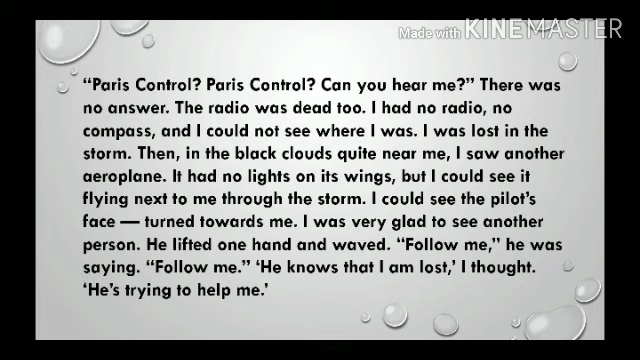 Made with KINEMASTER
“Paris Control? Paris Control? Can you hear me?” There was
no answer. The radio was dead too. I had no radio, no
compass, and I could not see where I was. I was lost in the
storm. Then, in the black clouds quite near me, I saw another
aeroplane. It had no lights on its wings, but I could see it
flying next to me through the storm. I could see the pilot’s
face — turned towards me. I was very glad to see another
person. He lifted one hand and waved. “Follow me,” he was
saying. “Follow me.” ‘He knows that I am lost,’ I thought.
‘He’s trying to help me.’